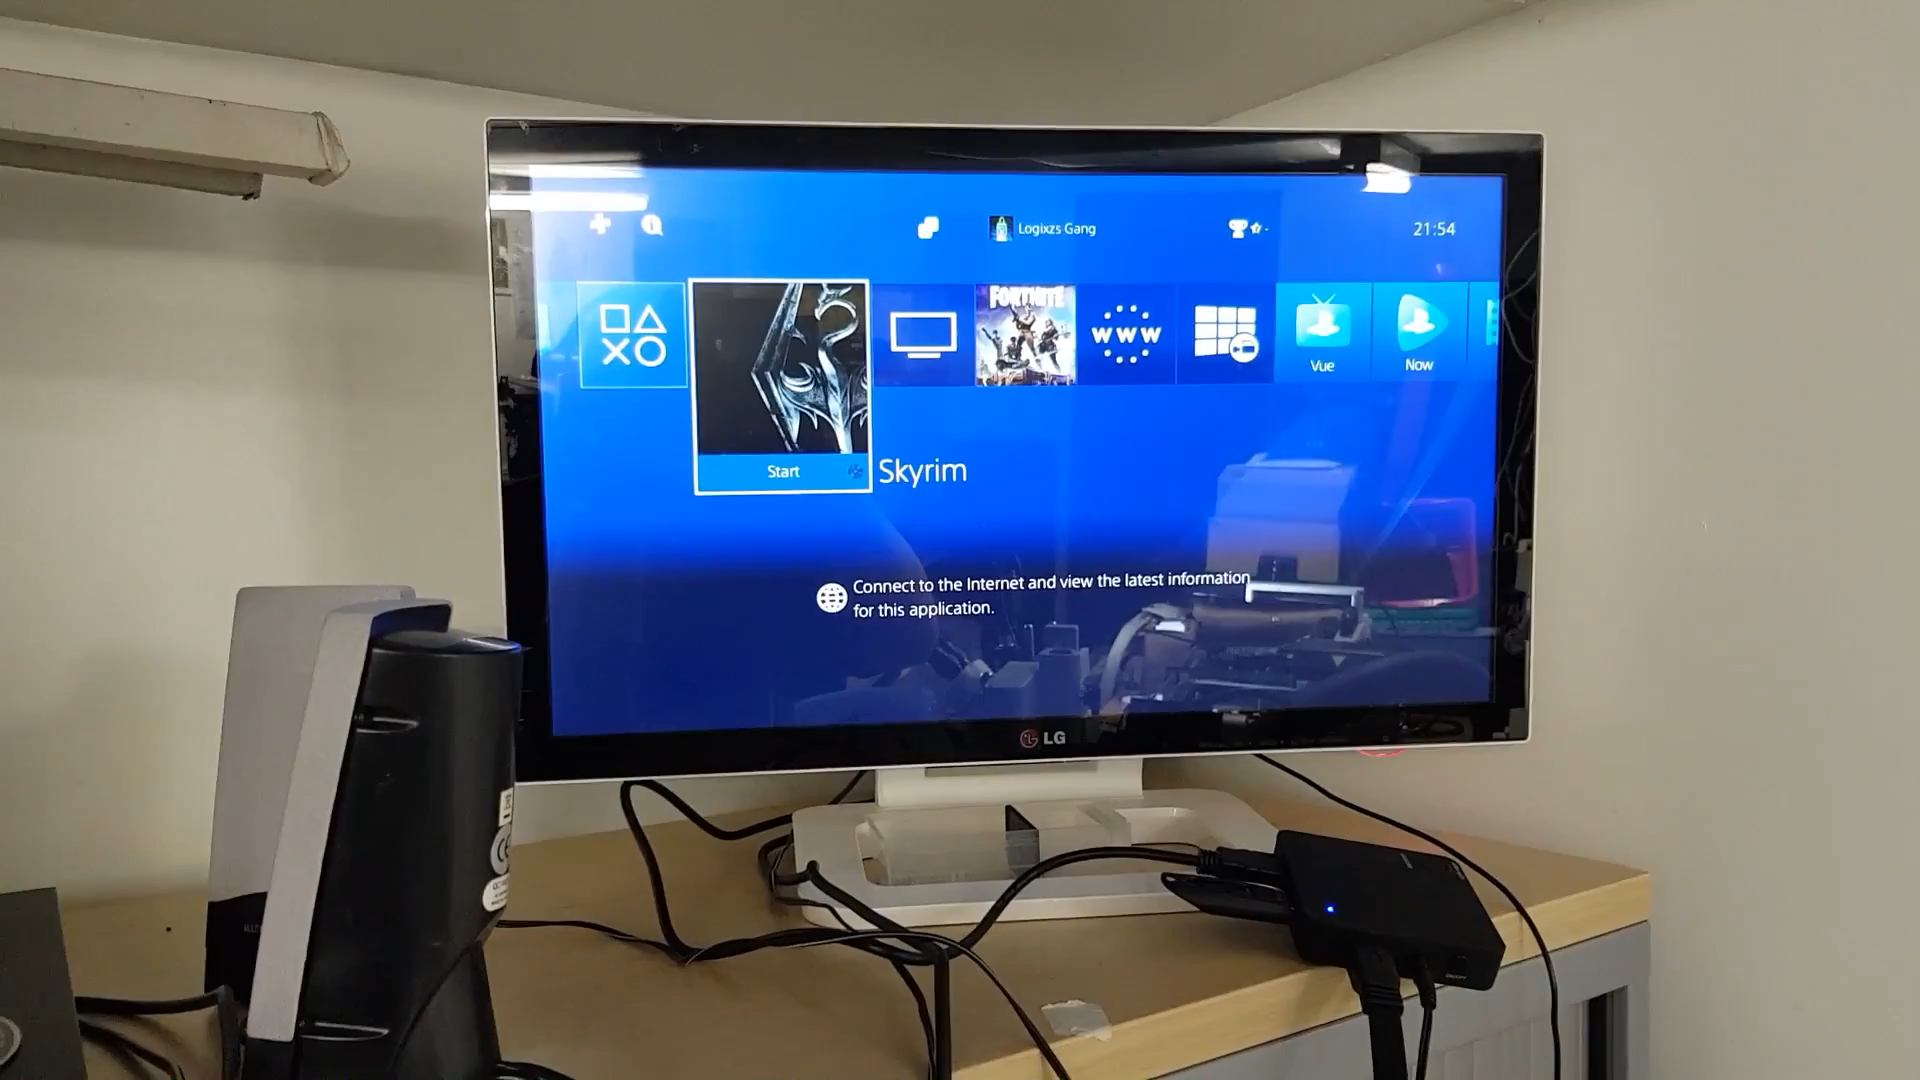 Logixzs Gang
21:54
FORTNITE
WWW
Vue
Now
Start
Skyrim
Connect to the Internet and view the latest information
for this application.
LG